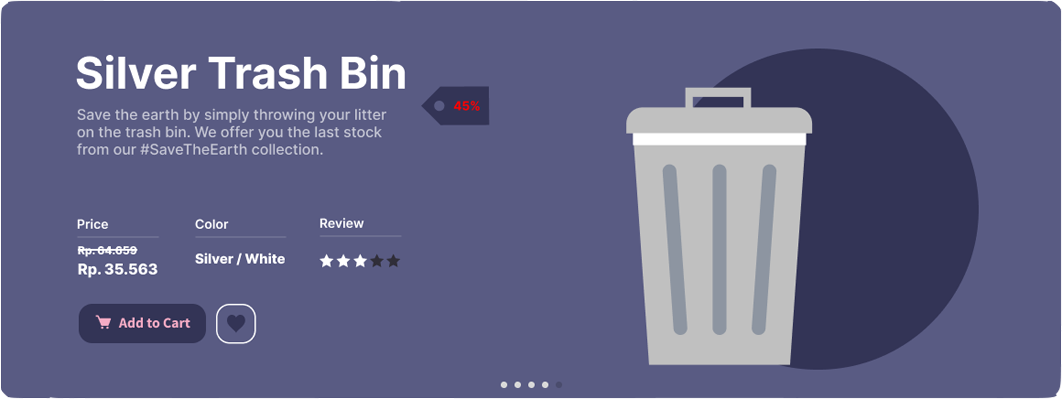 Silver Trash Bin
45%
Save the earth by simply throwing your litter
on the trash bin. We offer you the last stock
from our #SaveTheEarth collection.
Price
Color
Review
Rp. 64.659
Rp. 35.563
Silver / White
Add to Cart